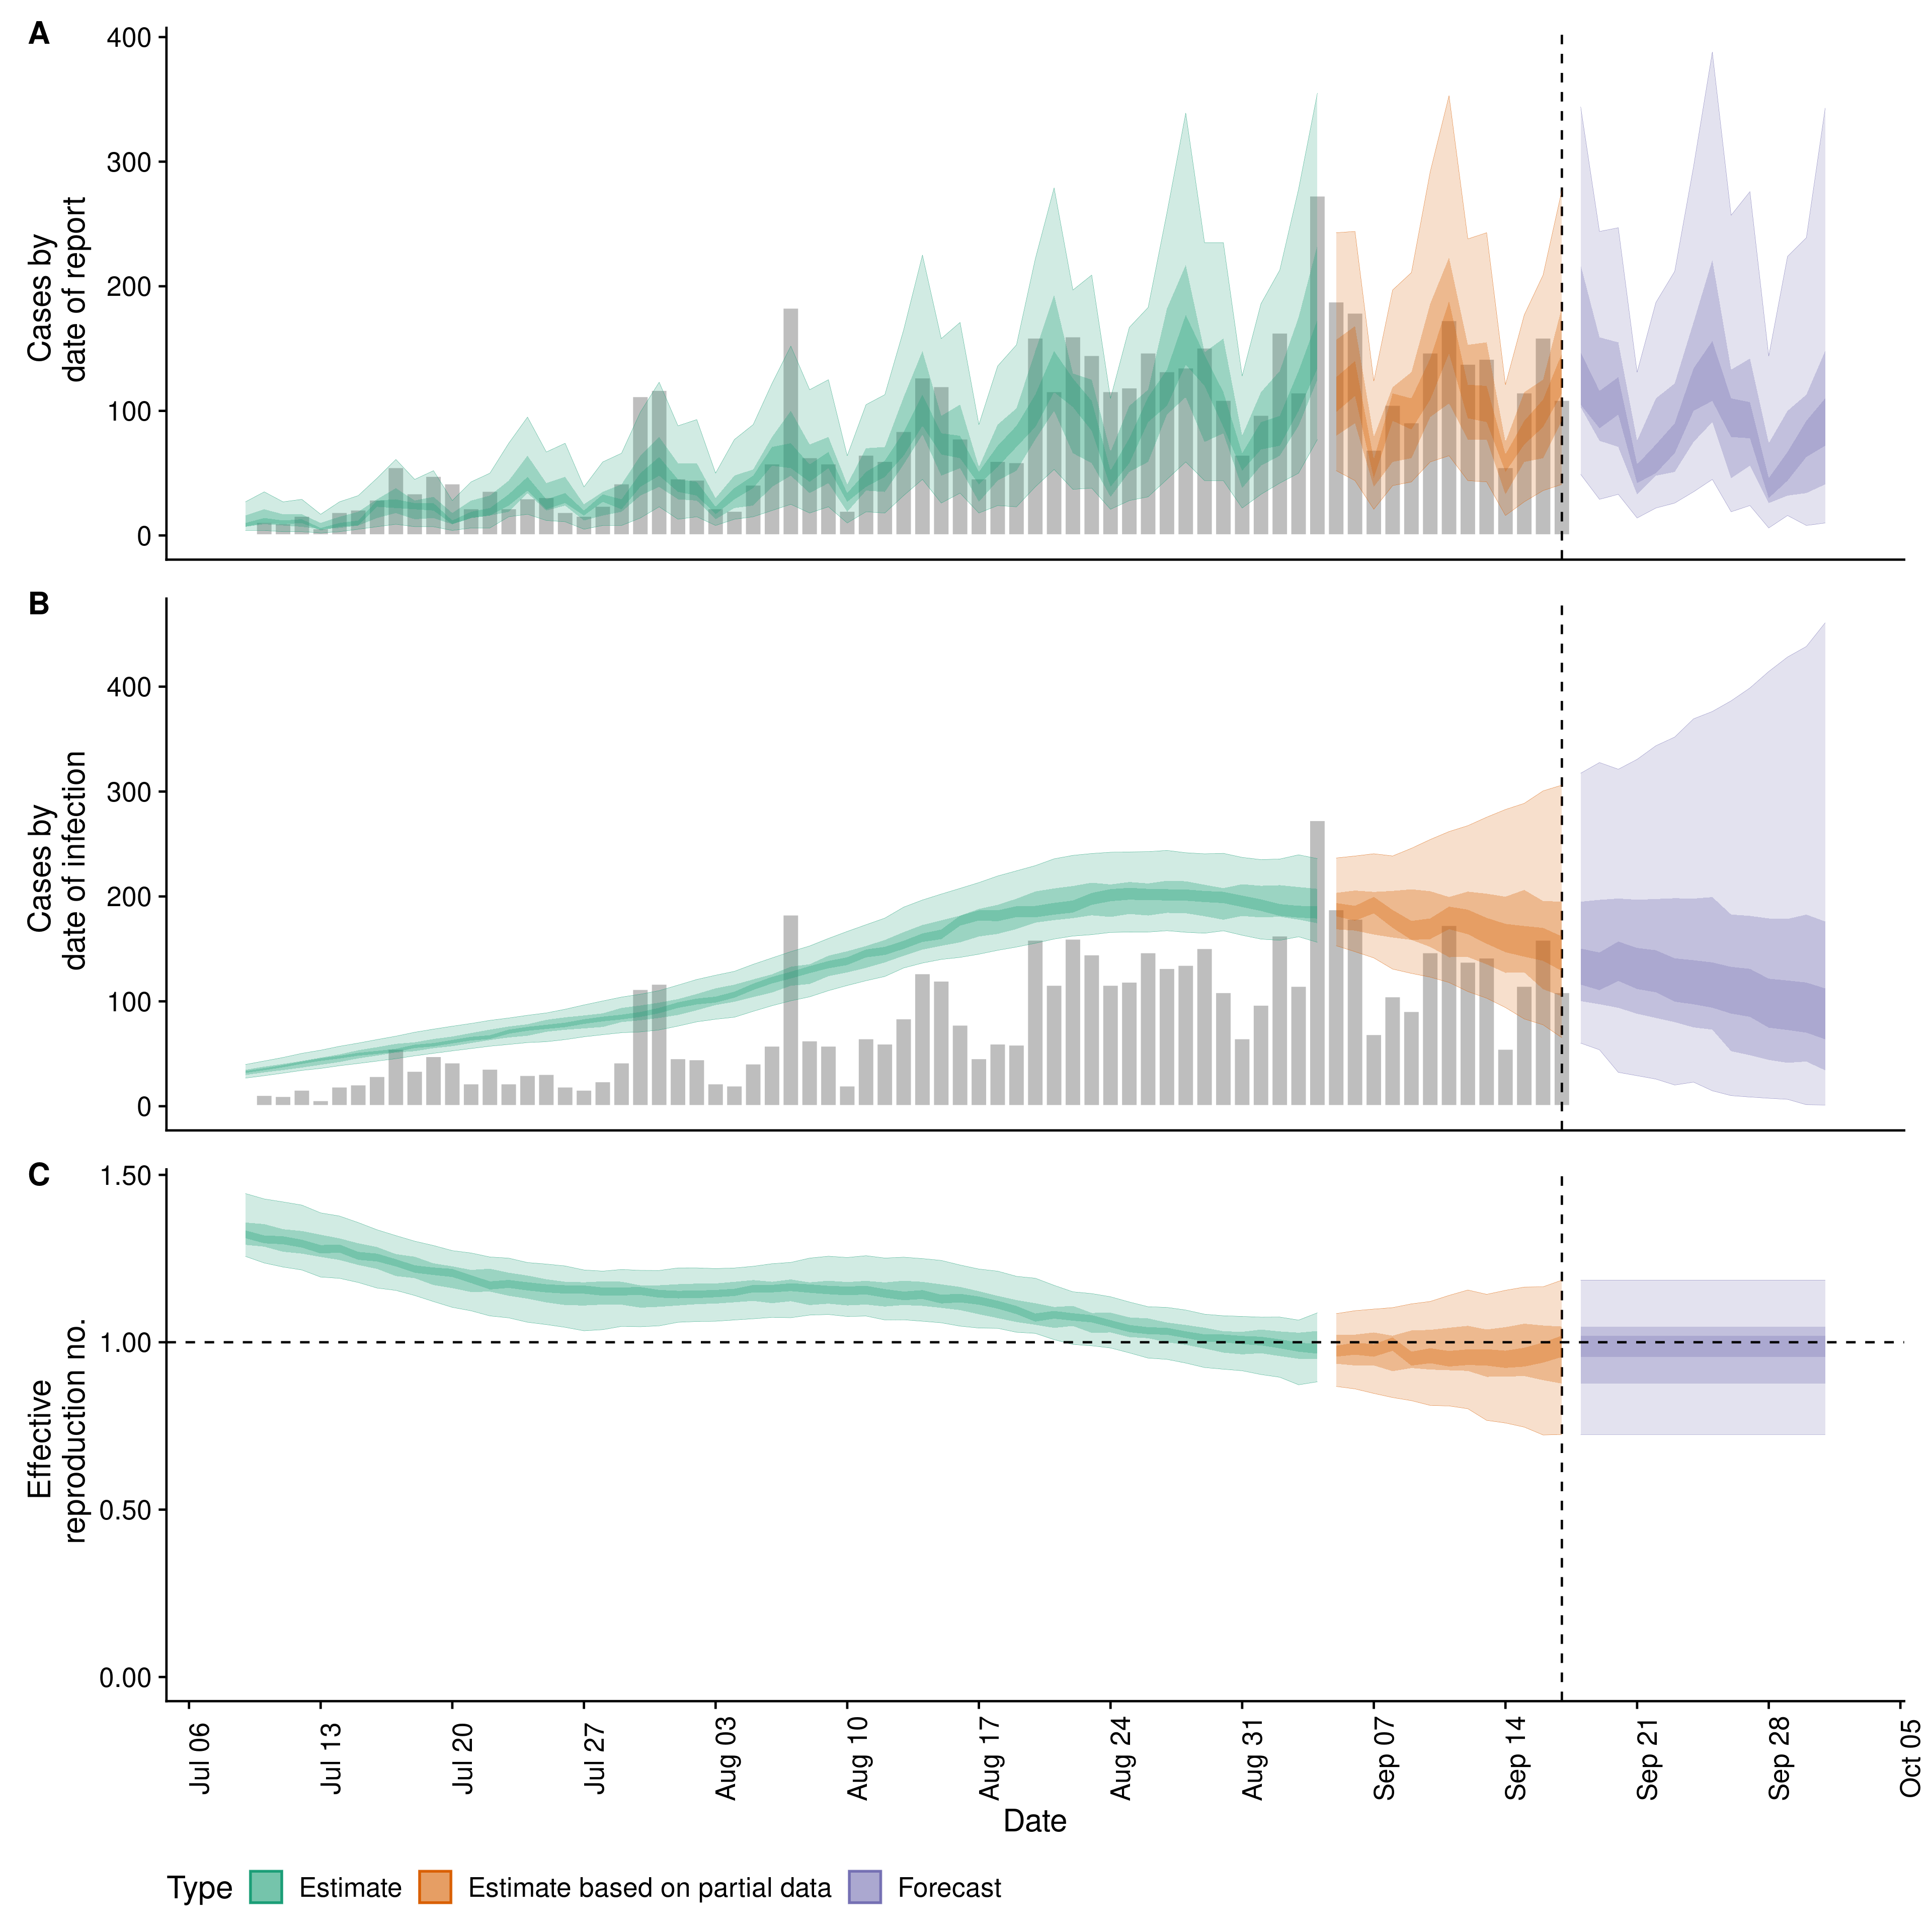 A
400
300
200
100
0
Cases by
date of report
B
400
300
200
100
0
Cases by
date of infection
C
1.50
1.00
0.50
0.00
Effective
reproduction no.
Jul 06
Jul 13
Jul 20
Jul 27
Aug 03
Aug 10
Aug 17
Aug 24
Aug 31
Sep 07
Sep 14
Sep 21
Sep 28
Oct 05
Date
Type Estimate Estimate based on partial data Forecast